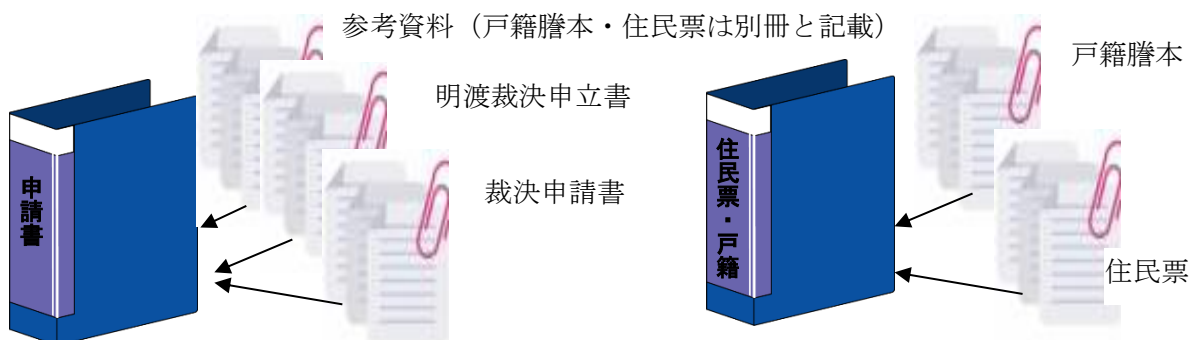 参考資料（戸籍謄本・住民票は別冊と記載）
戸籍謄本
明渡裁決申立書
裁決申請書
申請書
住民票・戸籍
住民票